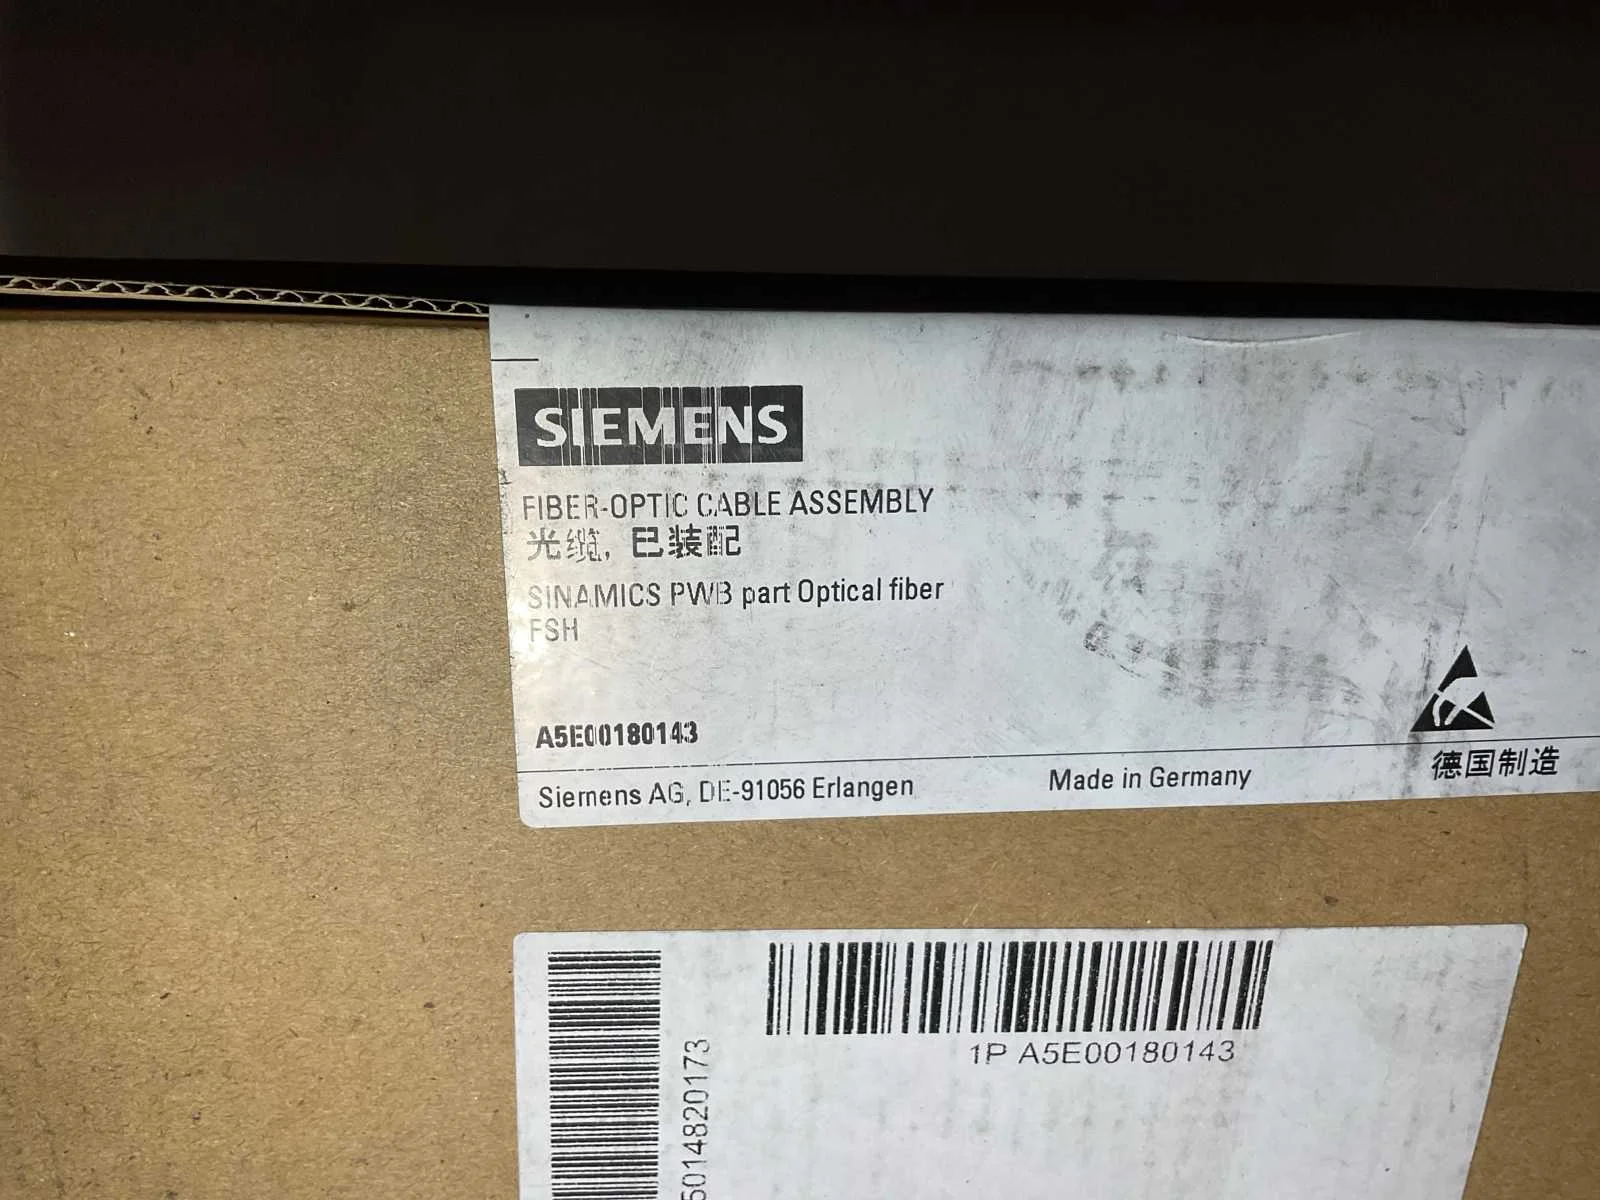 SIEMENS
FIBER-OPTIC CABLE ASSEMBLY
光缆, 已装配
SINAMICS PWB part Optical fiber
FSH
A5E00180143
Siemens AG, DE-91056 Erlangen
Made in Germany
德国制造
1P A5E00180143
5014820173